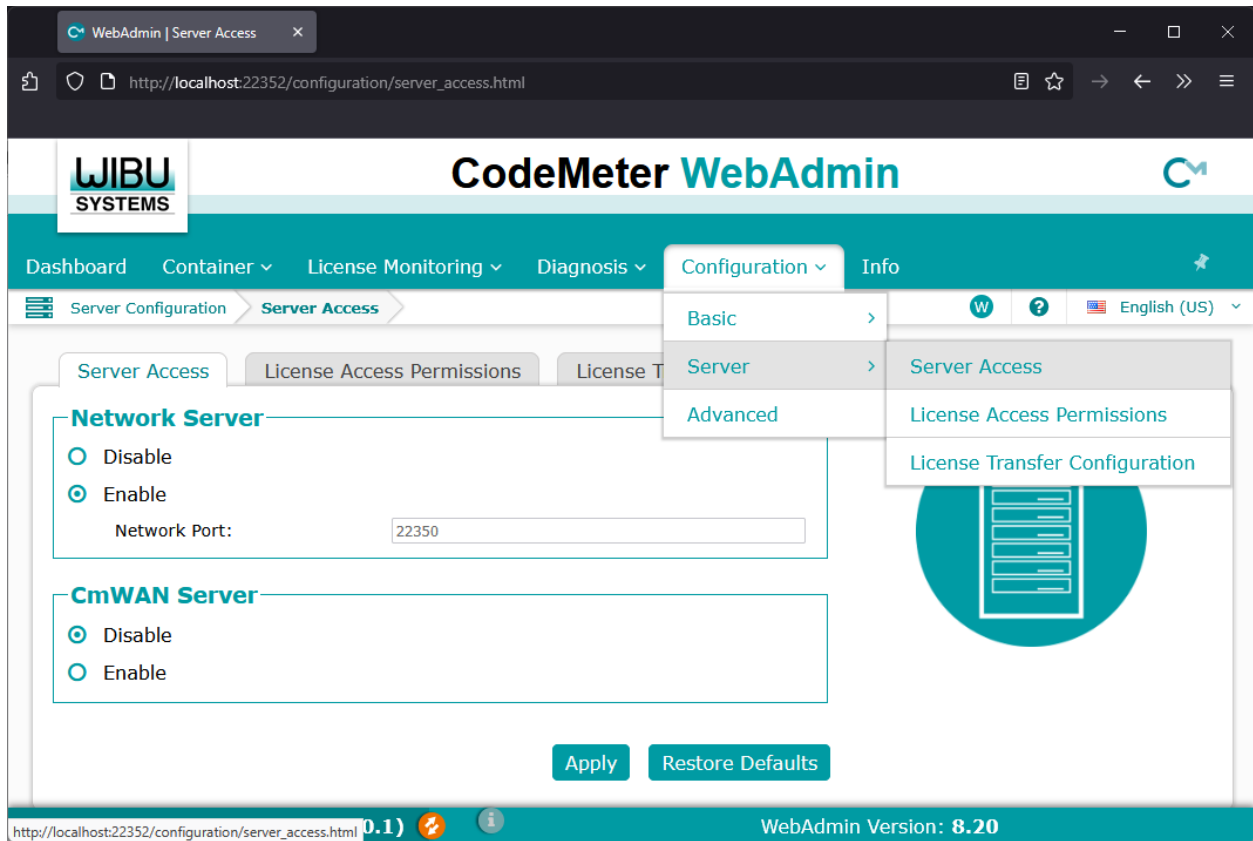 WebAdmin | Server Access
http://localhost:22352/configuration/server_access.html
WIBU
SYSTEMS
CodeMeter WebAdmin
Dashboard Container License Monitoring Diagnosis Configuration Info
Server Configuration Server Access
W ? English (US)
Basic
Server
Advanced
Server Access
License Access Permissions
License Transfer Configuration
Server Access License Access Permissions License T
Network Server
Disable
Enable
Network Port: 22350
CmWAN Server
Disable
Enable
Apply Restore Defaults
http://localhost:22352/configuration/server_access.html 0.1) WebAdmin Version: 8.20